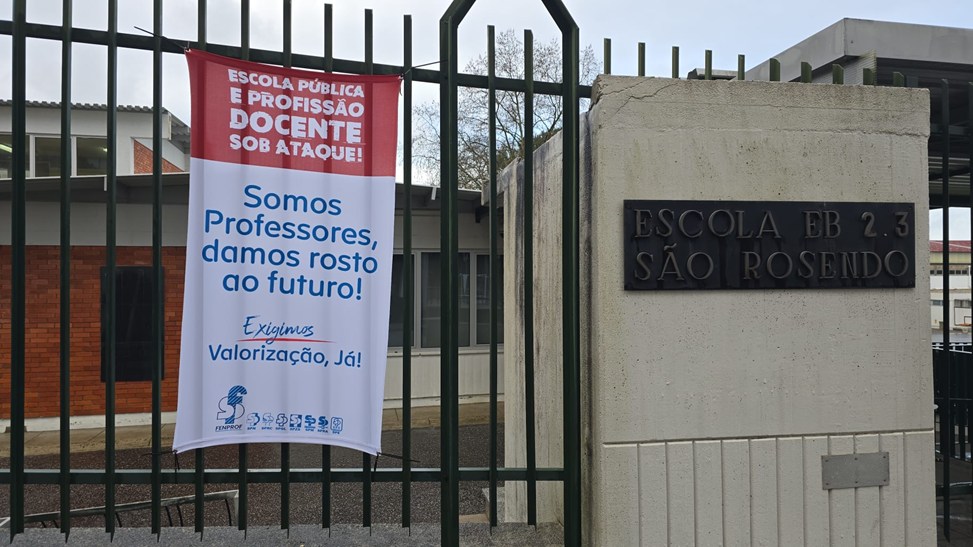 ESCOLA PÚBLICA
E PROFISSÃO
DOCENTE
SOB ATAQUE!
Somos
Professores,
damos rosto
ao futuro!
Exigimos
Valorização, Já!
FENPROF
ESCOLA EB 2.3
SÃO ROSENDO